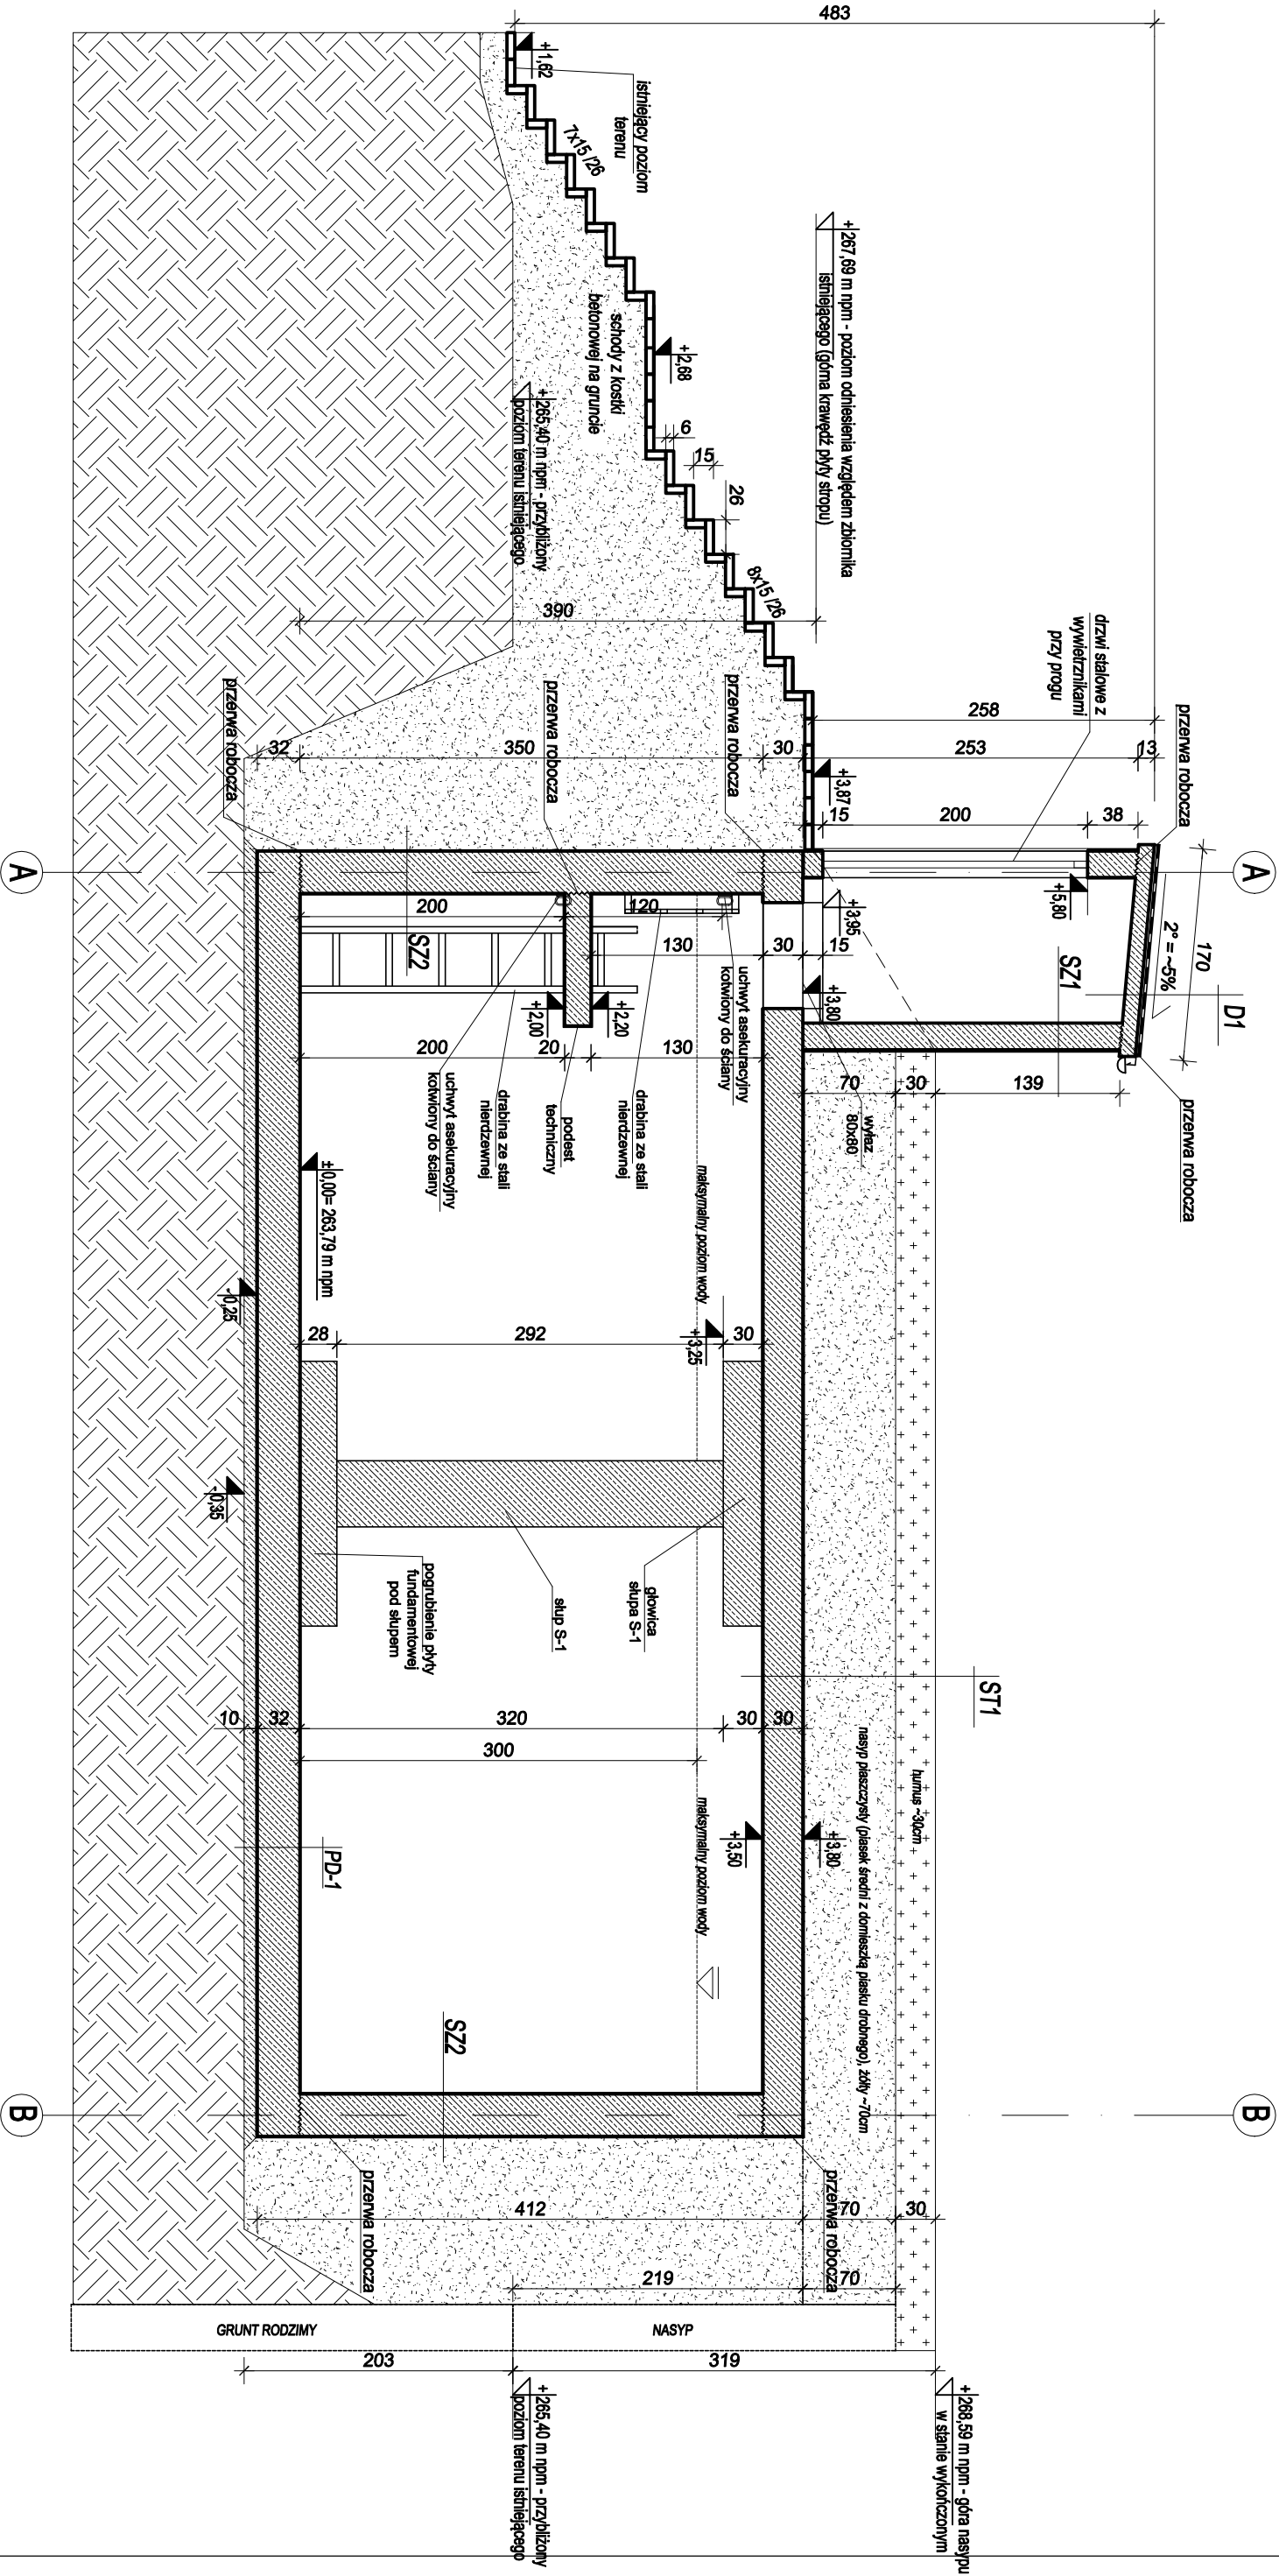 483
+1,62
istniejący poziom
terenu
7x15 /26
+267,69 m npm - poziom odniesienia względem zbiornika
istniejącego (górna krawędź płyty stropu)
schody z kostki
betonowej na gruncie
+2,68
+265,40 m npm - przybliżony
poziom terenu istniejącego
6
15
26
8x15 /26
390
drzwi stalowe z
wywietrznikami
przy progu
przerwa robocza
przerwa robocza
przerwa robocza
przerwa robocza
258
253
13
30
350
32
+3,87
15
200
38
A
A
170
2° = ~5%
D1
SZ1
+5,80
+3,95
+3,80
15
30
130
120
200
SZ2
+2,20
+2,00
uchwyt asekuracyjny
kotwiony do ściany
130
20
200
139
30
70
właz
80x80
przerwa robocza
drabina ze stali
nierdzewnej
podest
techniczny
drabina ze stali
nierdzewnej
uchwyt asekuracyjny
kotwiony do ściany
±0,00= 263,79 m npm
maksymalny poziom wody
-0,25
+3,25
30
292
28
-0,35
głowica
słupa S-1
słup S-1
pogrubienie płyty
fundamentowej
pod słupem
ST1
30
30
320
32
10
300
humus ~30cm
nasyp piaszczysty (piasek średni z domieszką piasku drobnego), żółty ~70cm
maksymalny poziom wody
+3,80
+3,50
PD-1
SZ2
B
B
przerwa robocza
przerwa robocza
30
70
412
70
219
NASYP
GRUNT RODZIMY
319
203
+268,59 m npm - góra nasypu
w stanie wykończonym
+265,40 m npm - przybliżony
poziom terenu istniejącego